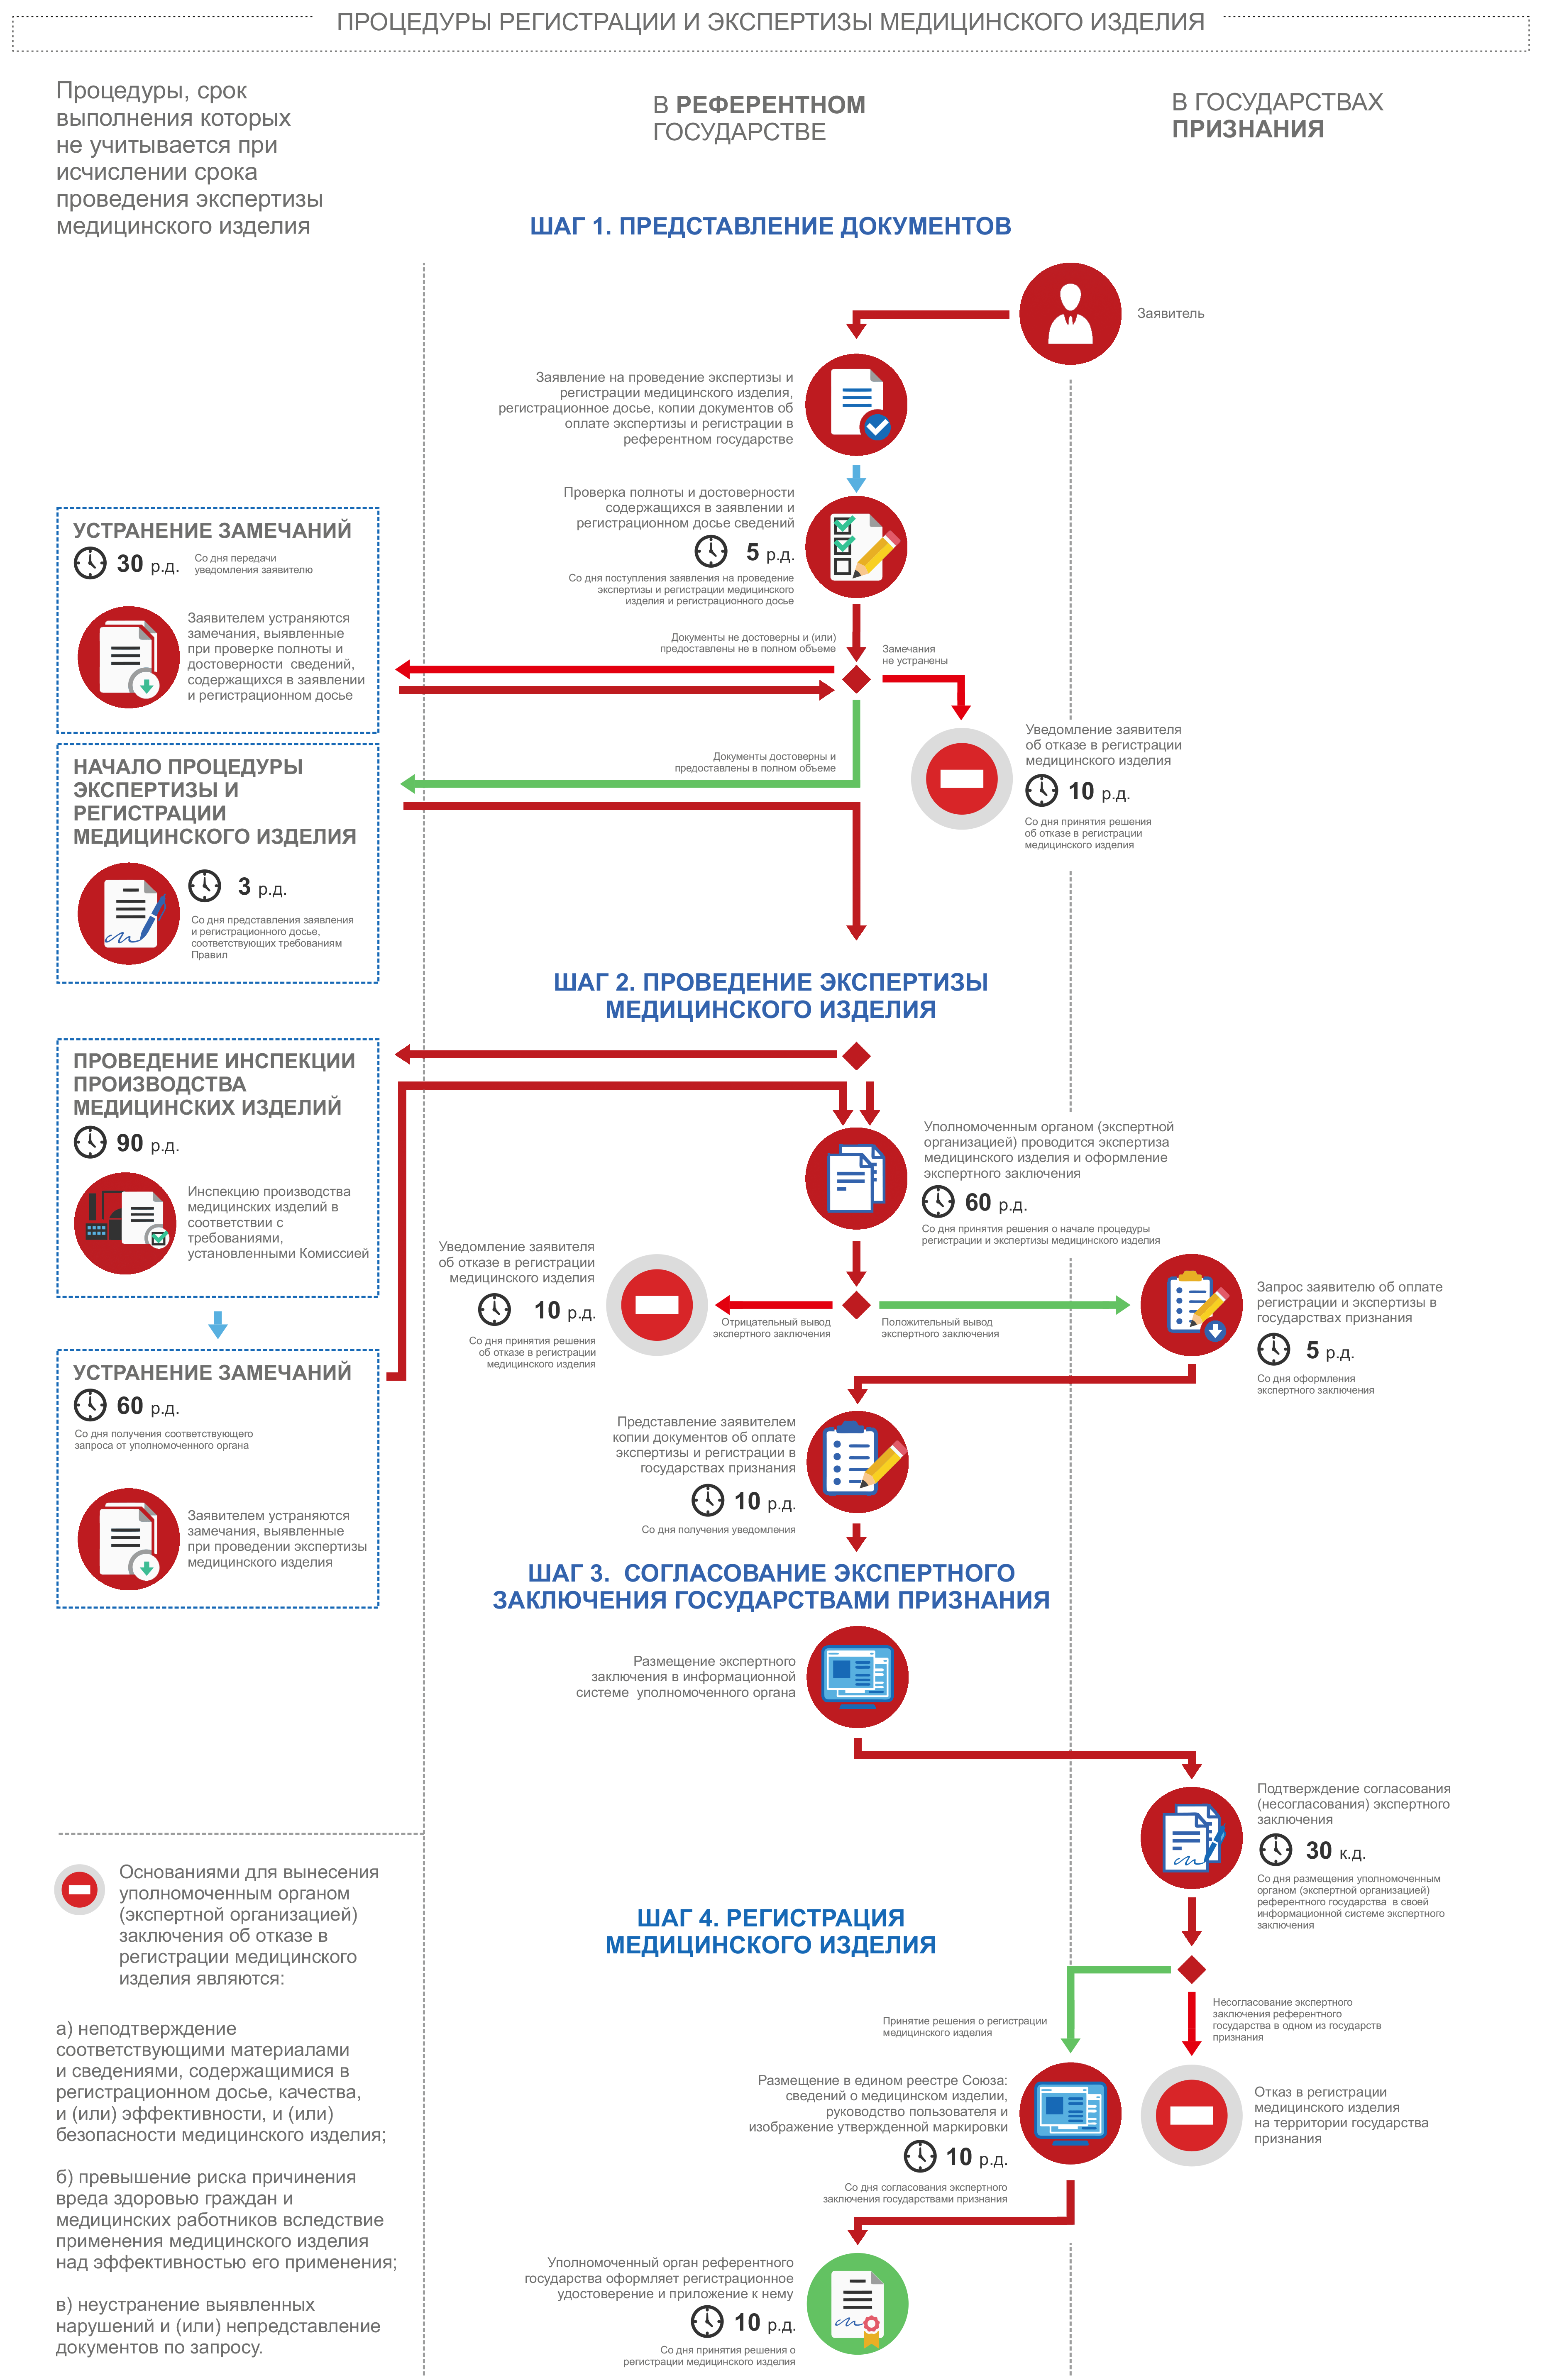 ПРОЦЕДУРЫ РЕГИСТРАЦИИ И ЭКСПЕРТИЗЫ МЕДИЦИНСКОГО ИЗДЕЛИЯ
Процедуры, срок
выполнения которых
не учитывается при
исчислении срока
проведения экспертизы
медицинского изделия
В РЕФЕРЕНТНОМ
ГОСУДАРСТВЕ
В ГОСУДАРСТВАХ
ПРИЗНАНИЯ
ШАГ 1. ПРЕДСТАВЛЕНИЕ ДОКУМЕНТОВ
Заявитель
Заявление на проведение экспертизы и
регистрации медицинского изделия,
регистрационное досье, копии документов об
оплате экспертизы и регистрации в
референтном государстве
Проверка полноты и достоверности
содержащихся в заявлении и
регистрационном досье сведений
5 р.д.
Со дня поступления заявления на проведение
экспертизы и регистрации медицинского
изделия и регистрационного досье
УСТРАНЕНИЕ ЗАМЕЧАНИЙ
30 р.д.
Со дня передачи
уведомления заявителю
Заявителем устраняются
замечания, выявленные
при проверке полноты и
достоверности сведений,
содержащихся в заявлении
и регистрационном досье
Документы не достоверны и (или)
предоставлены не в полном объеме
Замечания
не устранены
Уведомление заявителя
об отказе в регистрации
медицинского изделия
10 р.д.
Со дня принятия решения
об отказе в регистрации
медицинского изделия
Документы достоверны и
предоставлены в полном объеме
НАЧАЛО ПРОЦЕДУРЫ
ЭКСПЕРТИЗЫ И
РЕГИСТРАЦИИ
МЕДИЦИНСКОГО ИЗДЕЛИЯ
3 р.д.
Со дня представления заявления
и регистрационного досье,
соответствующих требованиям
Правил
ШАГ 2. ПРОВЕДЕНИЕ ЭКСПЕРТИЗЫ
МЕДИЦИНСКОГО ИЗДЕЛИЯ
ПРОВЕДЕНИЕ ИНСПЕКЦИИ
ПРОИЗВОДСТВА
МЕДИЦИНСКИХ ИЗДЕЛИЙ
90 р.д.
Инспекцию производства
медицинских изделий в
соответствии с
требованиями,
установленными Комиссией
Уполномоченным органом (экспертной
организацией) проводится экспертиза
медицинского изделия и оформление
экспертного заключения
60 р.д.
Со дня принятия решения о начале процедуры
регистрации и экспертизы медицинского изделия
Уведомление заявителя
об отказе в регистрации
медицинского изделия
10 р.д.
Со дня принятия решения
об отказе в регистрации
медицинского изделия
Отрицательный вывод
экспертного заключения
Положительный вывод
экспертного заключения
Запрос заявителю об оплате
регистрации и экспертизы в
государствах признания
5 р.д.
Со дня оформления
экспертного заключения
УСТРАНЕНИЕ ЗАМЕЧАНИЙ
60 р.д.
Со дня получения соответствующего
запроса от уполномоченного органа
Заявителем устраняются
замечания, выявленные
при проведении экспертизы
медицинского изделия
Представление заявителем
копии документов об оплате
экспертизы и регистрации в
государствах признания
10 р.д.
Со дня получения уведомления
ШАГ 3. СОГЛАСОВАНИЕ ЭКСПЕРТНОГО
ЗАКЛЮЧЕНИЯ ГОСУДАРСТВАМИ ПРИЗНАНИЯ
Размещение экспертного
заключения в информационной
системе уполномоченного органа
Подтверждение согласования
(несогласования) экспертного
заключения
30 к.д.
Со дня размещения уполномоченным
органом (экспертной организацией)
референтного государства в своей
информационной системе экспертного
заключения
ШАГ 4. РЕГИСТРАЦИЯ
МЕДИЦИНСКОГО ИЗДЕЛИЯ
Несогласование экспертного
заключения референтного
государства в одном из государств
признания
Принятие решения о регистрации
медицинского изделия
Размещение в едином реестре Союза:
сведений о медицинском изделии,
руководство пользователя и
изображение утвержденной маркировки
10 р.д.
Со дня согласования экспертного
заключения государствами признания
Отказ в регистрации
медицинского изделия
на территории государства
признания
Уполномоченный орган референтного
государства оформляет регистрационное
удостоверение и приложение к нему
10 р.д.
Со дня принятия решения о
регистрации медицинского изделия
Основаниями для вынесения
уполномоченным органом
(экспертной организацией)
заключения об отказе в
регистрации медицинского
изделия являются:
а) неподтверждение
соответствующими материалами
и сведениями, содержащимися в
регистрационном досье, качества,
и (или) эффективности, и (или)
безопасности медицинского изделия;
б) превышение риска причинения
вреда здоровью граждан и
медицинских работников вследствие
применения медицинского изделия
над эффективностью его применения;
в) неустранение выявленных
нарушений и (или) непредставление
документов по запросу.